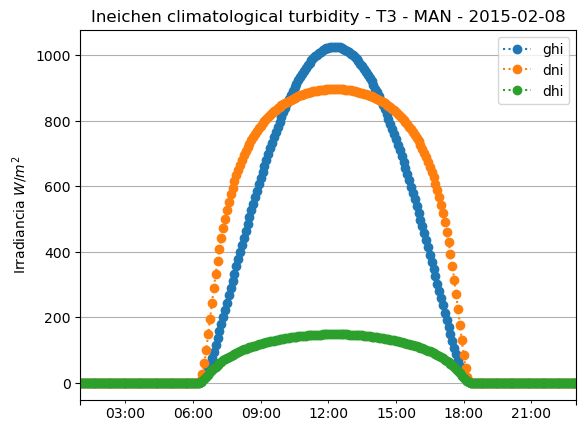 Ineichen climatological turbidity - T3 - MAN - 2015-02-08
ghi
dni
dhi
Irradiancia W/m²
1000
800
600
400
200
0
03:00 06:00 09:00 12:00 15:00 18:00 21:00